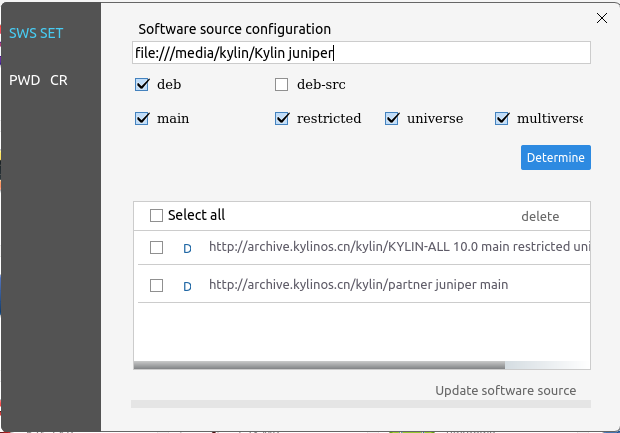 Software source configuration
SWS SET
file:///media/kylin/Kylin juniper
PWD CR
deb
deb-src
main
restricted
universe
multiverse
Determine
Select all
delete
D http://archive.kylinos.cn/kylin/KYLIN-ALL 10.0 main restricted uni
D http://archive.kylinos.cn/kylin/partner juniper main
Update software source